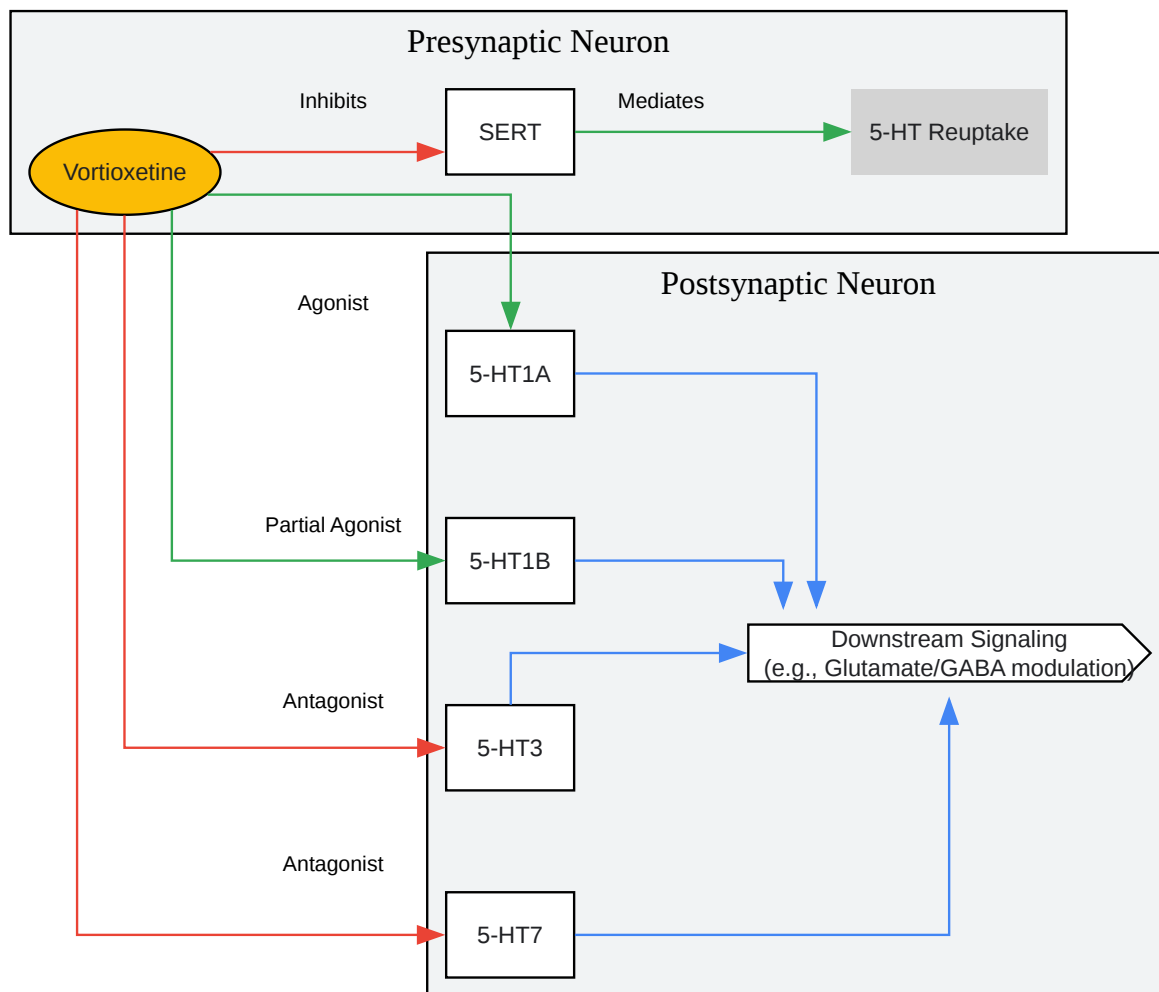 Presynaptic Neuron
Inhibits
Mediates
Vortioxetine
SERT
5-HT Reuptake
Postsynaptic Neuron
Agonist
5-HT1A
Partial Agonist
5-HT1B
Downstream Signaling
(e.g., Glutamate/GABA modulation)
Antagonist
5-HT3
Antagonist
5-HT7